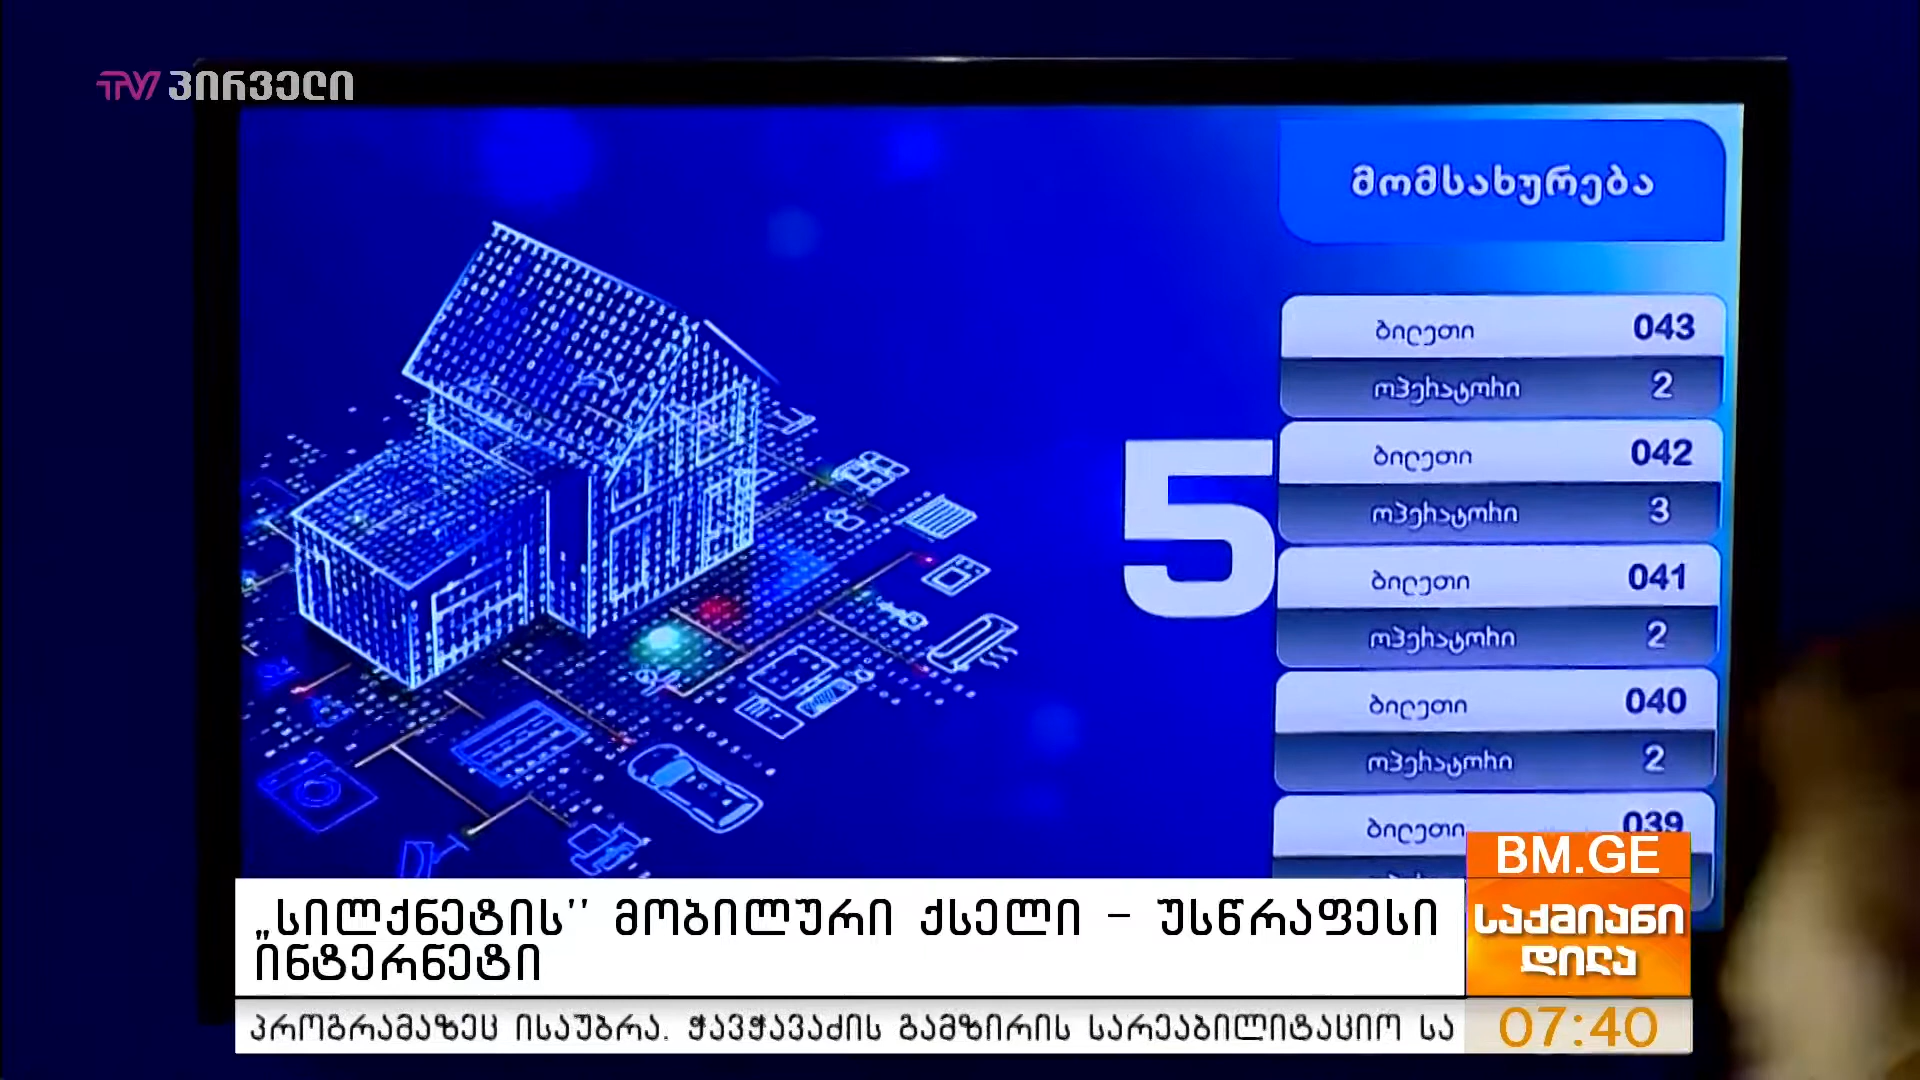 TV პირველი
მომსახურება
ბილეთი 043
ოპერატორი 2
ბილეთი 042
ოპერატორი 3
5
ბილეთი 041
ოპერატორი 2
ბილეთი 040
ოპერატორი 2
ბილეთი 039
BM.GE
„სილქნეტის'' მობილური ქსელი – უსწრაფესი
ინტერნეტი
საქმიანი
დილა
პროგრამაზეც ისაუბრა. ჭავჭავაძის გამზირის სარეაბილიტაციო სა
07:40